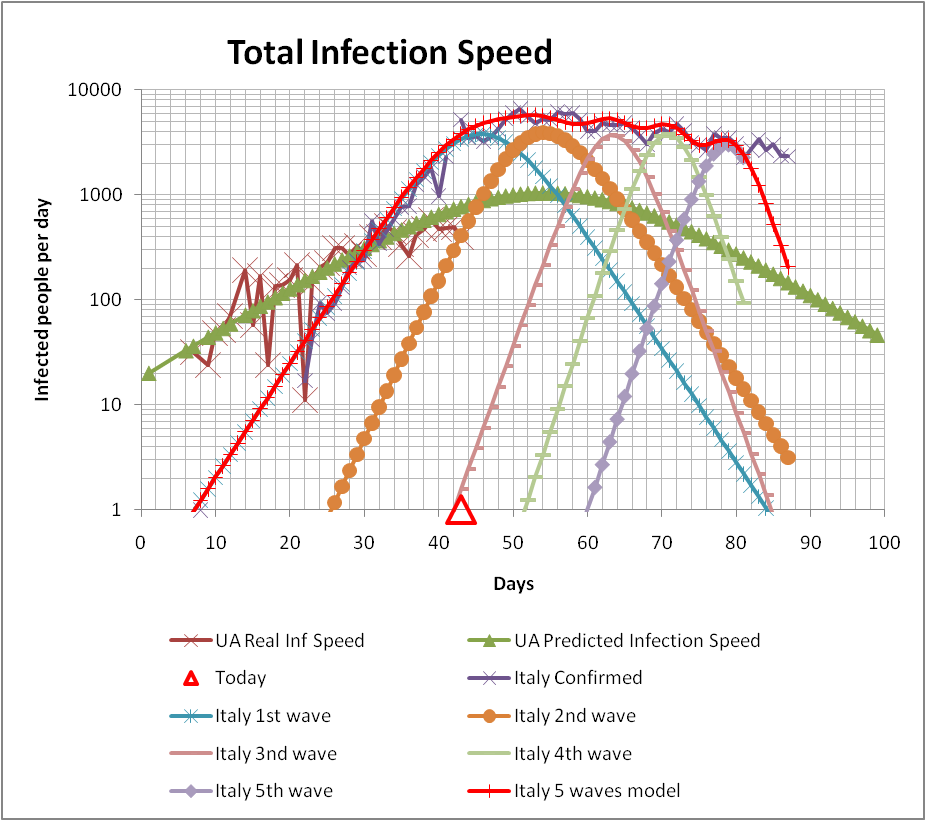 Total Infection Speed
Infected people per day
10000
1000
100
10
1
0 10 20 30 40 50 60 70 80 90 100
Days
UA Real Inf Speed
UA Predicted Infection Speed
Today
Italy Confirmed
Italy 1st wave
Italy 2nd wave
Italy 3nd wave
Italy 4th wave
Italy 5th wave
Italy 5 waves model